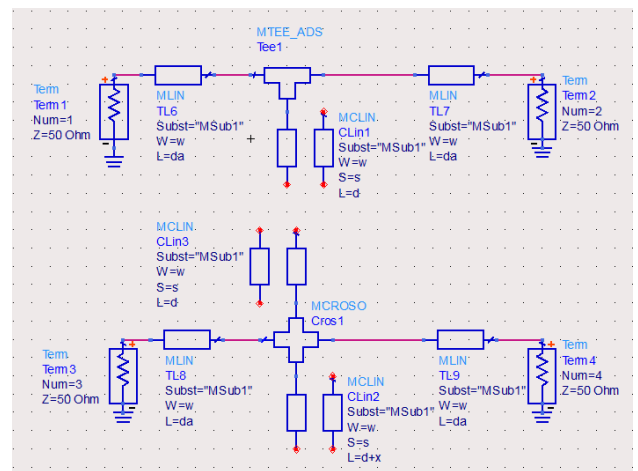 MTEE_ADS
Tee1
Term
Term1
Num=1
Z=50 Ohm
+
-
MLIN
TL6
Subst="MSub1"
W=w
L=da
MCLIN
CLin1
Subst="MSub1"
W=w
S=s
L=d
MLIN
TL7
Subst="MSub1"
W=w
L=da
+
-
Term
Term2
Num=2
Z=50 Ohm
MCLIN
CLin3
Subst="MSub1"
W=w
S=s
L=d
MCROSO
Cros1
Term
Term3
Num=3
Z=50 Ohm
+
-
MLIN
TL8
Subst="MSub1"
W=w
L=da
MCLIN
CLin2
Subst="MSub1"
W=w
S=s
L=d+x
MLIN
TL9
Subst="MSub1"
W=w
L=da
+
-
Term
Term4
Num=4
Z=50 Ohm